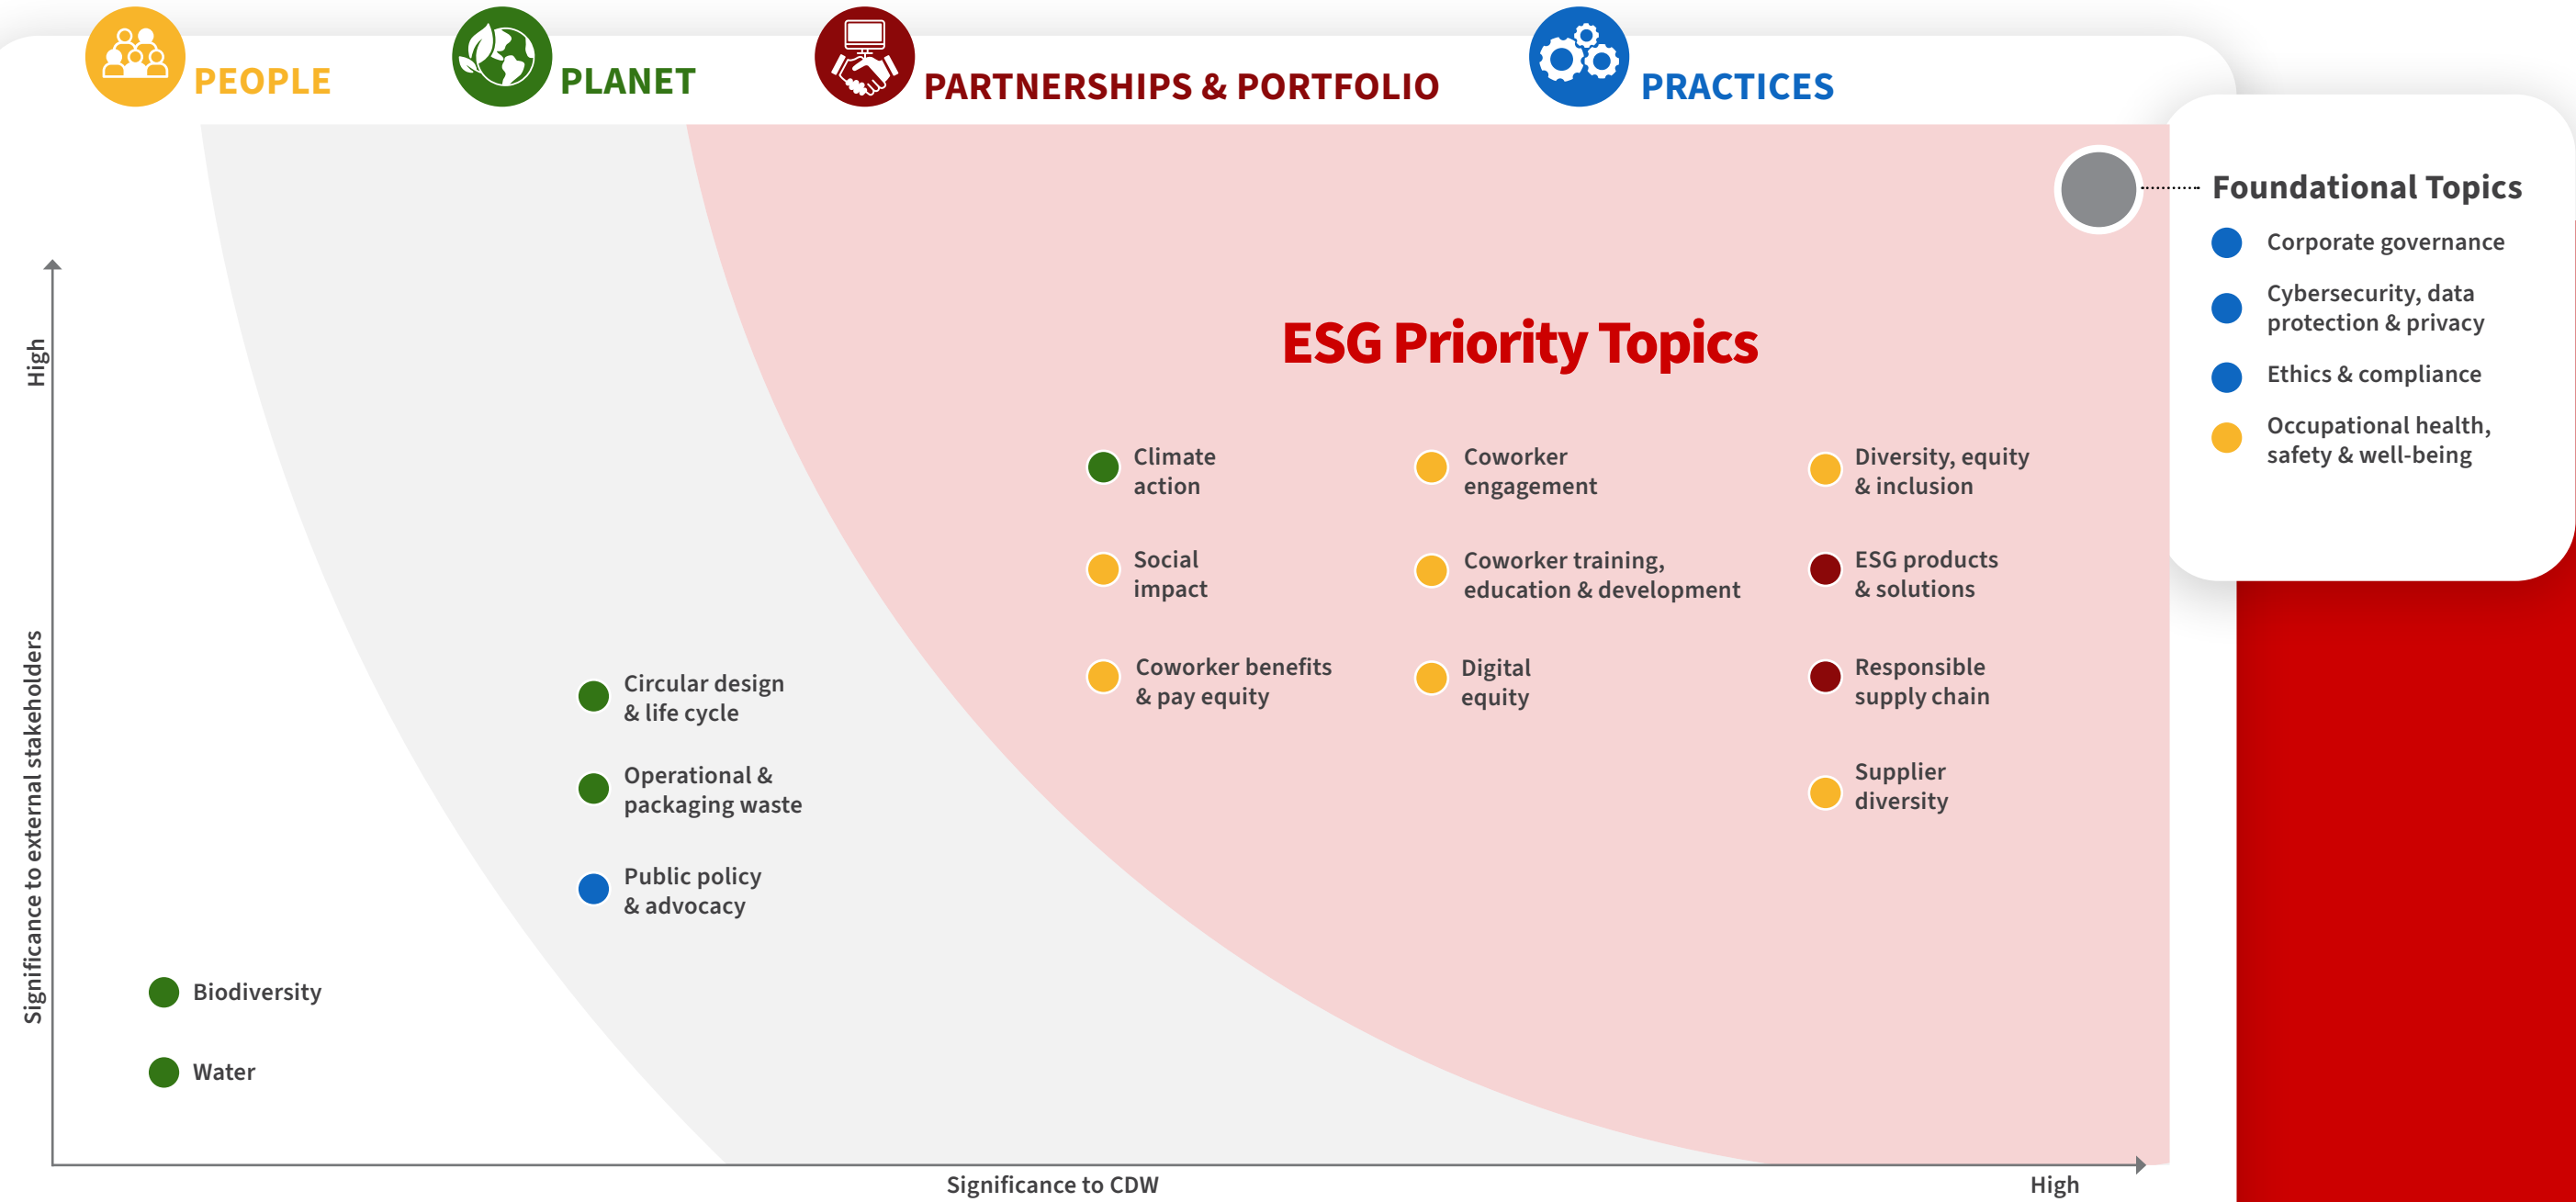 PEOPLE
PLANET
PARTNERSHIPS & PORTFOLIO
PRACTICES
Foundational Topics
Corporate governance
Cybersecurity, data
protection & privacy
Ethics & compliance
Occupational health,
safety & well-being
High
Significance to external stakeholders
ESG Priority Topics
Climate
action
Coworker
engagement
Diversity, equity
& inclusion
Social
impact
Coworker training,
education & development
ESG products
& solutions
Coworker benefits
& pay equity
Digital
equity
Responsible
supply chain
Supplier
diversity
Circular design
& life cycle
Operational &
packaging waste
Public policy
& advocacy
Biodiversity
Water
Significance to CDW
High